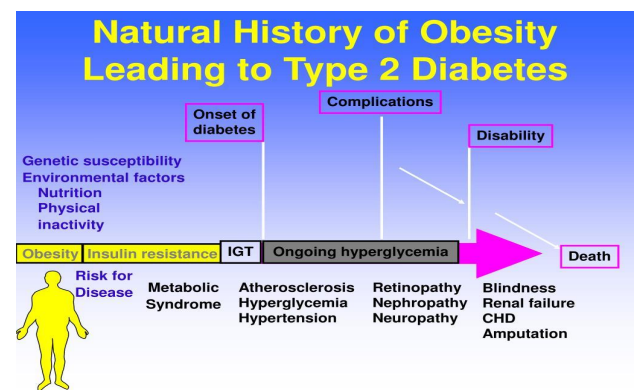 Natural History of Obesity
Leading to Type 2 Diabetes
Complications
Onset of
diabetes
Disability
Genetic susceptibility
Environmental factors
Nutrition
Physical
inactivity
Obesity
Insulin resistance
IGT
Ongoing hyperglycemia
Death
Risk for
Disease
Metabolic
Syndrome
Atherosclerosis
Hyperglycemia
Hypertension
Retinopathy
Nephropathy
Neuropathy
Blindness
Renal failure
CHD
Amputation